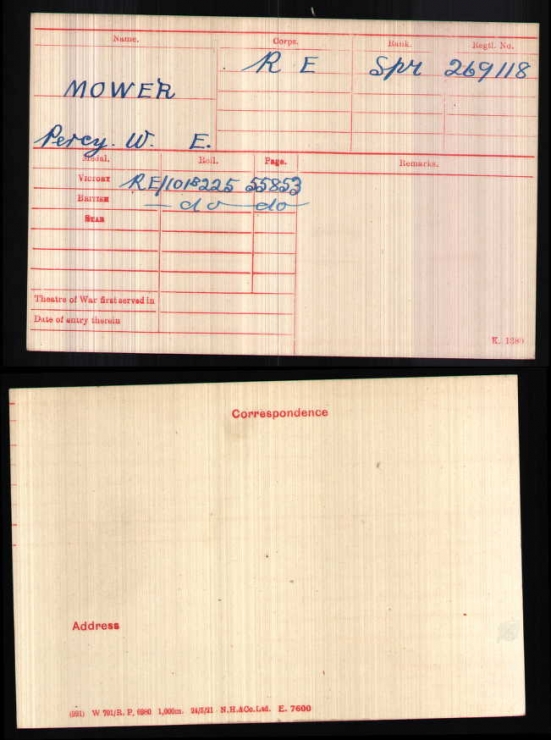 Name. Corps. Rank. Regtl. No.
R E Spr 269118
MOWER
Percy. W. E.
Medal. Roll. Page. Remarks.
Victory RE/101B225 55853
British — do — do —
Star
Theatre of War first served in
Date of entry therein
K. 1380
Correspondence
Address
W 701/R. P. 6960 1,000m. 24/5/21 N.H.&Co.Ltd. E. 7600